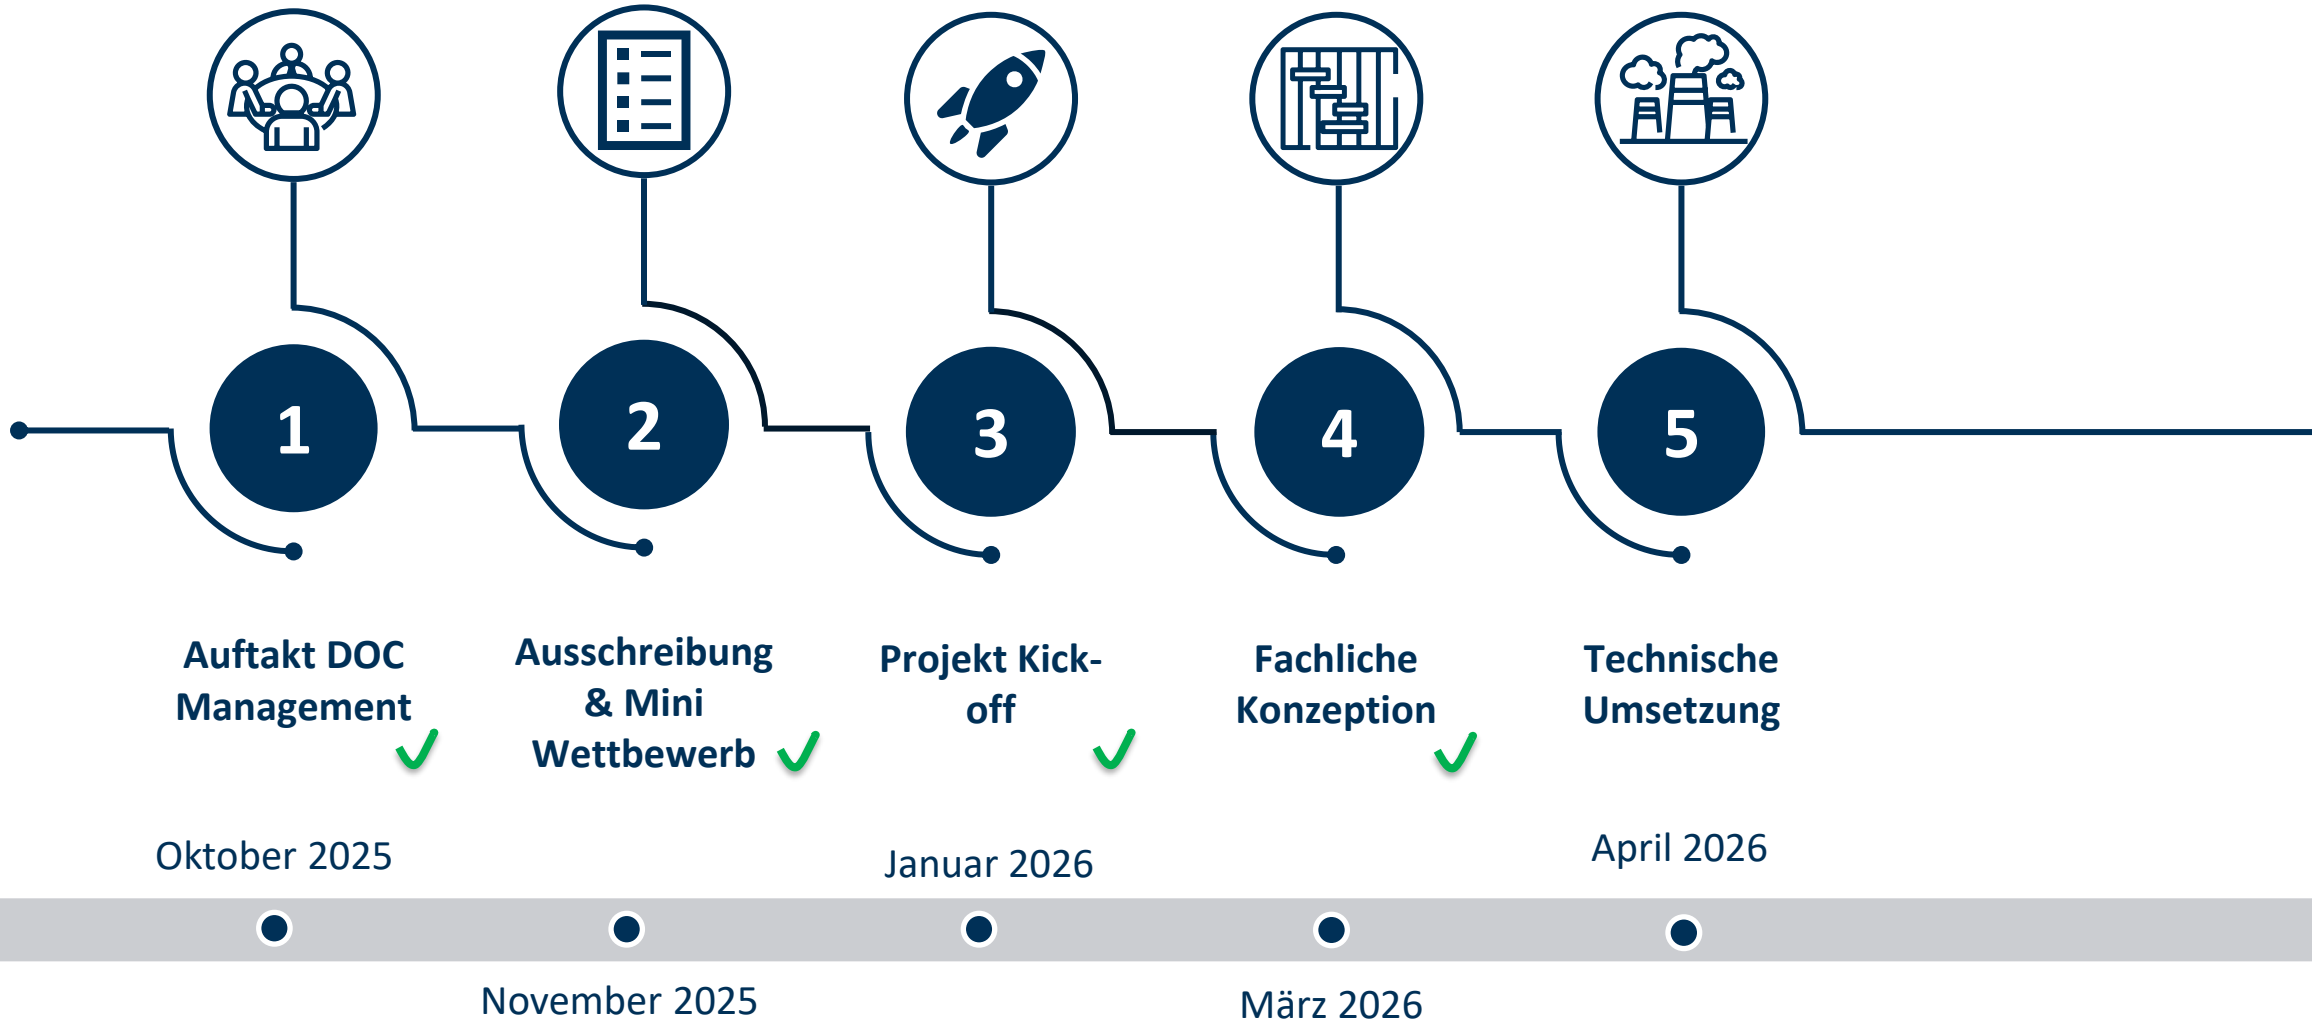 1
2
3
4
5
Auftakt DOC
Management
Ausschreibung
& Mini
Wettbewerb
Projekt Kick-
off
Fachliche
Konzeption
Technische
Umsetzung
Oktober 2025
November 2025
Januar 2026
März 2026
April 2026